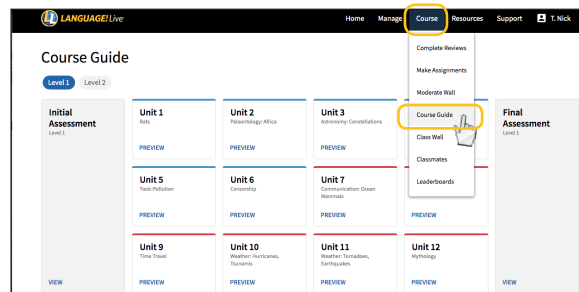 LANGUAGE! Live
Home Manage Course Resources Support T. Nick
Complete Reviews
Make Assignments
Moderate Wall
Course Guide
Class Wall
Classmates
Leaderboards
Course Guide
Level 1 Level 2
Initial
Assessment
Level 1
VIEW
Unit 1
Bats
PREVIEW
Unit 2
Paleontology: Africa
PREVIEW
Unit 3
Astronomy: Constellations
PREVIEW
Unit 5
Toxic Pollution
PREVIEW
Unit 6
Censorship
PREVIEW
Unit 7
Communication: Ocean
Mammals
PREVIEW
PREVIEW
Unit 9
Time Travel
PREVIEW
Unit 10
Weather: Hurricanes,
Tsunamis
PREVIEW
Unit 11
Weather: Tornadoes,
Earthquakes
PREVIEW
Unit 12
Mythology
PREVIEW
Final
Assessment
Level 1
VIEW